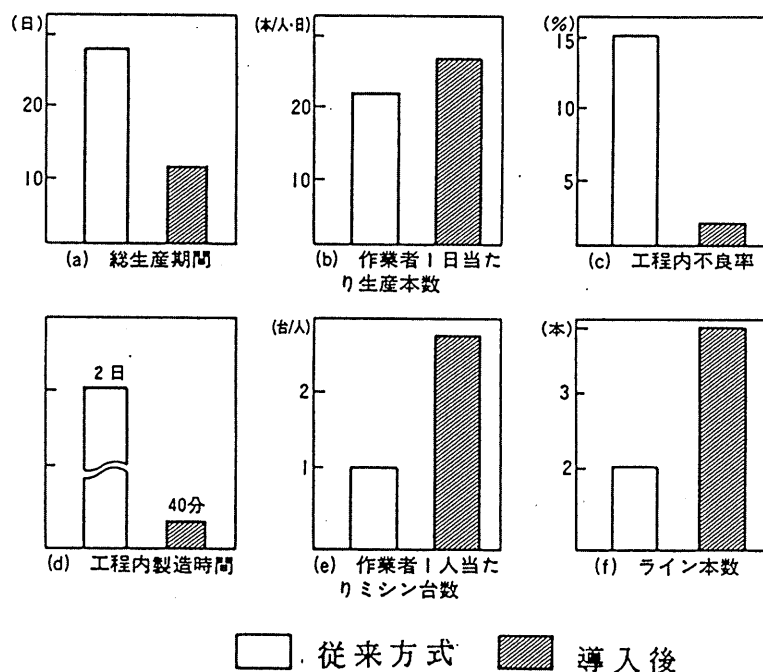 (日)
20
10
(a) 総生産期間
(本/人·日)
20
10
(b) 作業者1日当た
り生産本数
(%)
15
10
5
(c) 工程内不良率
2日
40分
(d) 工程内製造時間
(台/人)
2
1
(e) 作業者1人当た
りミシン台数
(本)
3
2
(f) ライン本数
従来方式 導入後